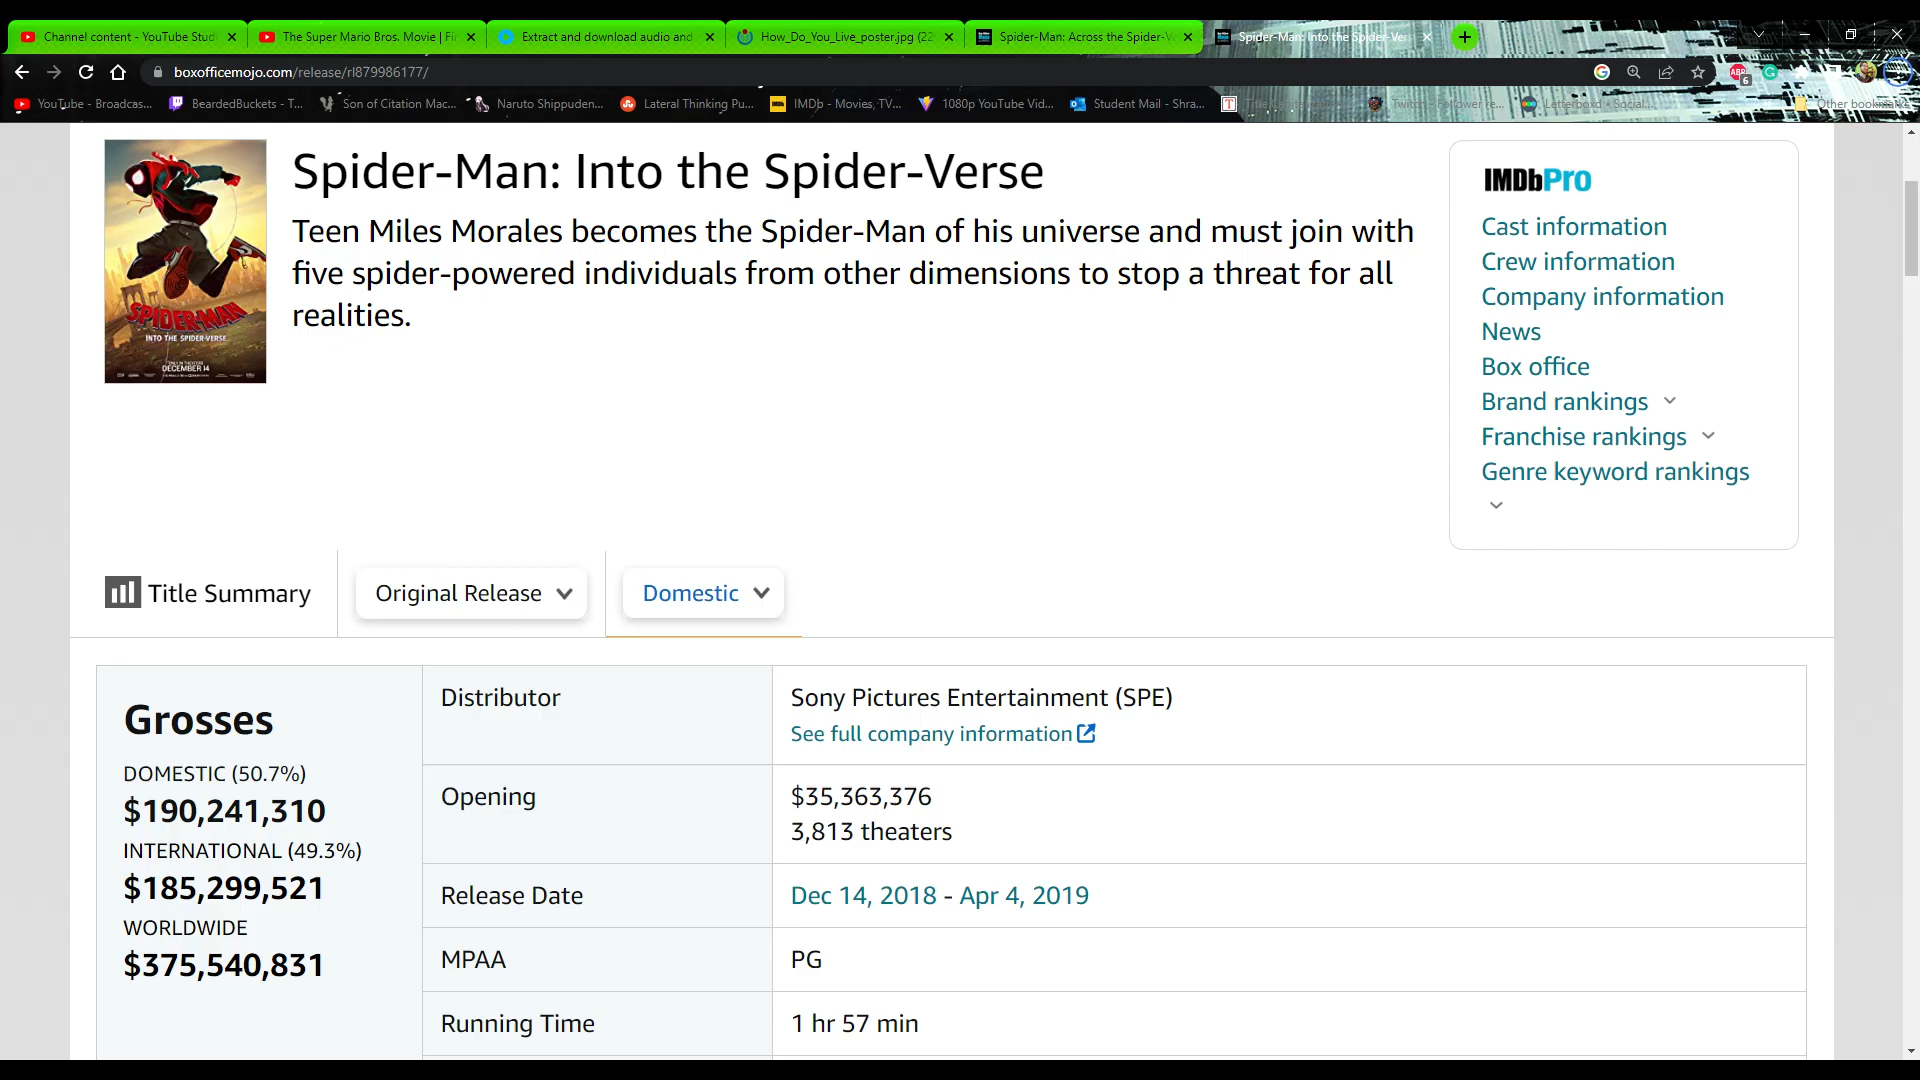 Channel content - YouTube Stud
The Super Mario Bros. Movie | Fi
Extract and download audio and
How_Do_You_Live_poster.jpg (22
Spider-Man: Across the Spider-V
Spider-Man: Into the Spider-Ver
boxofficemojo.com/release/rl879986177/
YouTube - Broadcas...
BeardedBuckets - T...
Son of Citation Mac...
Naruto Shippuden...
Lateral Thinking Pu...
IMDb - Movies, TV...
1080p YouTube Vid...
Student Mail - Shra...
Twitch - Follower re...
Letterboxd • Social...
Other bookmarks
Spider-Man: Into the Spider-Verse
Teen Miles Morales becomes the Spider-Man of his universe and must join with
five spider-powered individuals from other dimensions to stop a threat for all
realities.
SPIDER-MAN
INTO THE SPIDER-VERSE
DECEMBER 14
IMDbPro
Cast information
Crew information
Company information
News
Box office
Brand rankings
Franchise rankings
Genre keyword rankings
Title Summary
Original Release
Domestic
Grosses
DOMESTIC (50.7%)
$190,241,310
INTERNATIONAL (49.3%)
$185,299,521
WORLDWIDE
$375,540,831
Distributor
Sony Pictures Entertainment (SPE)
See full company information
Opening
$35,363,376
3,813 theaters
Release Date
Dec 14, 2018 - Apr 4, 2019
MPAA
PG
Running Time
1 hr 57 min